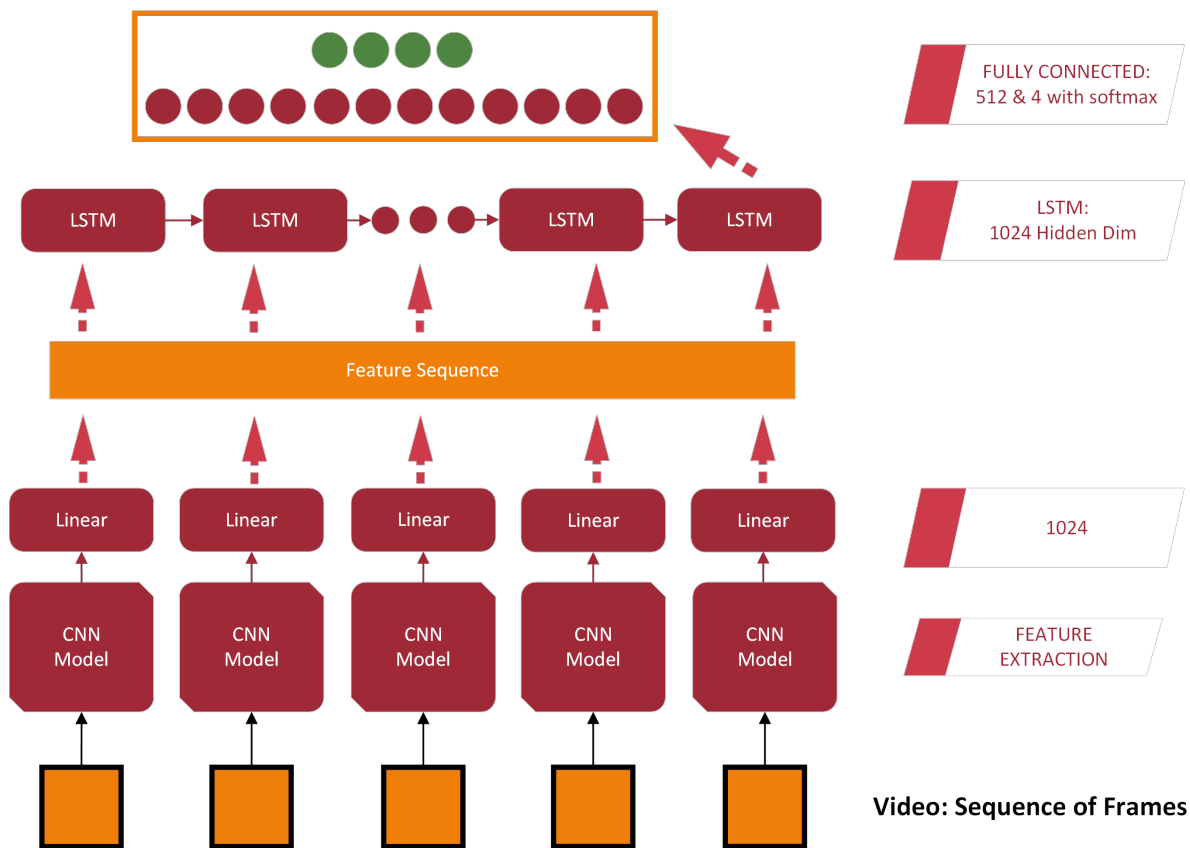 FULLY CONNECTED:
512 & 4 with softmax
LSTM
LSTM
LSTM
LSTM
LSTM:
1024 Hidden Dim
Feature Sequence
Linear
Linear
Linear
Linear
Linear
1024
CNN
Model
CNN
Model
CNN
Model
CNN
Model
CNN
Model
FEATURE
EXTRACTION
Video: Sequence of Frames